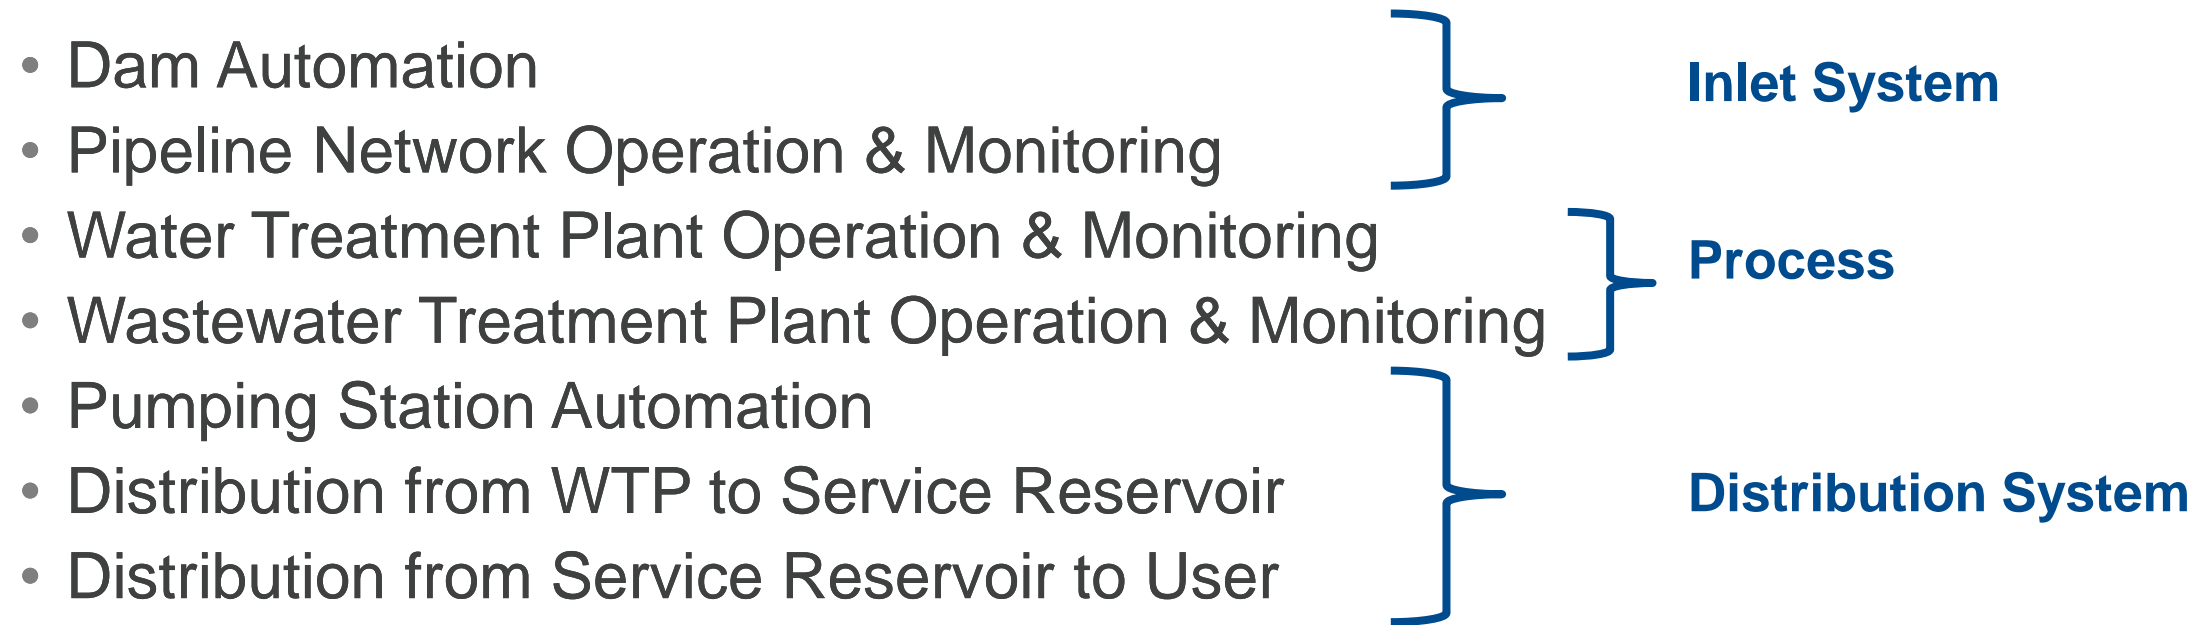 • Dam Automation
• Pipeline Network Operation & Monitoring
Inlet System
• Water Treatment Plant Operation & Monitoring
• Wastewater Treatment Plant Operation & Monitoring
Process
• Pumping Station Automation
• Distribution from WTP to Service Reservoir
• Distribution from Service Reservoir to User
Distribution System